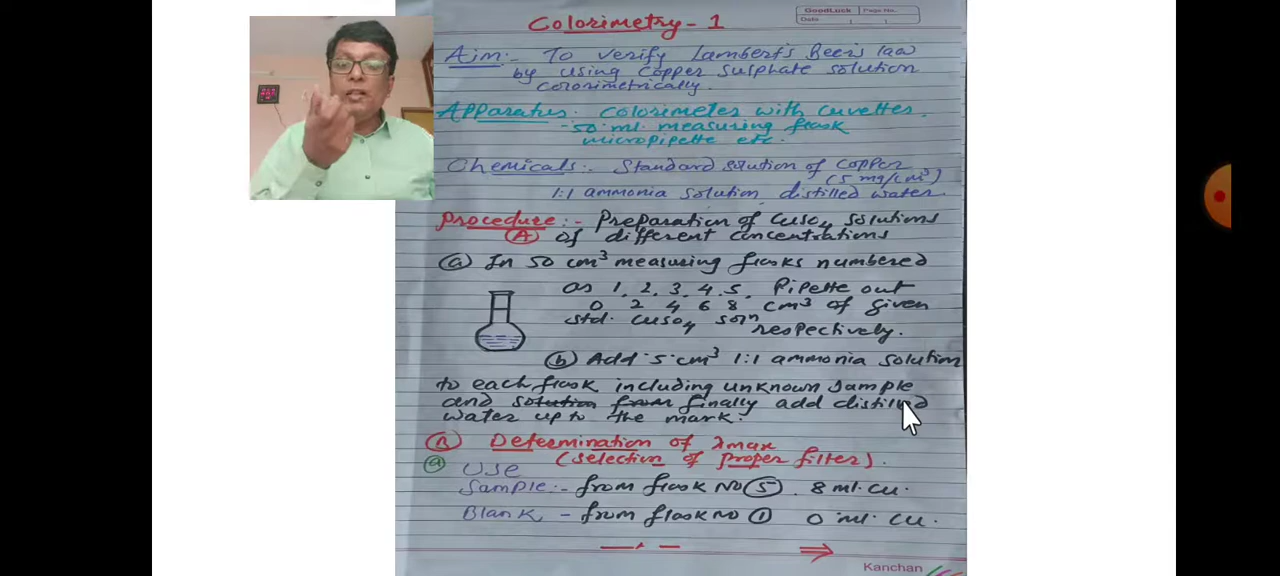 GoodLuck Page No.
Date
Colorimetry - 1
Aim:- To verify Lambert's Beer's law
by using Copper Sulphate solution
colorimetrically.
Apparatus: Colorimeter with cuvettes.
- 50 ml. measuring flask
micropipette etc.
Chemicals:- Standard solution of Copper
(5 mg/cm³)
1:1 ammonia solution, distilled water.
Procedure:- Preparation of CuSO₄ solutions
Ⓐ of different concentrations
ⓐ In 50 cm³ measuring flasks numbered
as 1, 2, 3, 4, 5, Pipette out
0 2 4 6 8 cm³ of given
std. CuSO₄ soln respectively.
ⓑ Add 5 cm³ 1:1 ammonia solution
to each flask including unknown sample
and solution from finally add distilled
water up to the mark.
Ⓑ Determination of λmax
(selection of proper filter).
ⓐ Use
Sample:- from flask No ⑤. 8 ml. Cu.
Blank - from flask no ① 0 ml. Cu.
Kanchan